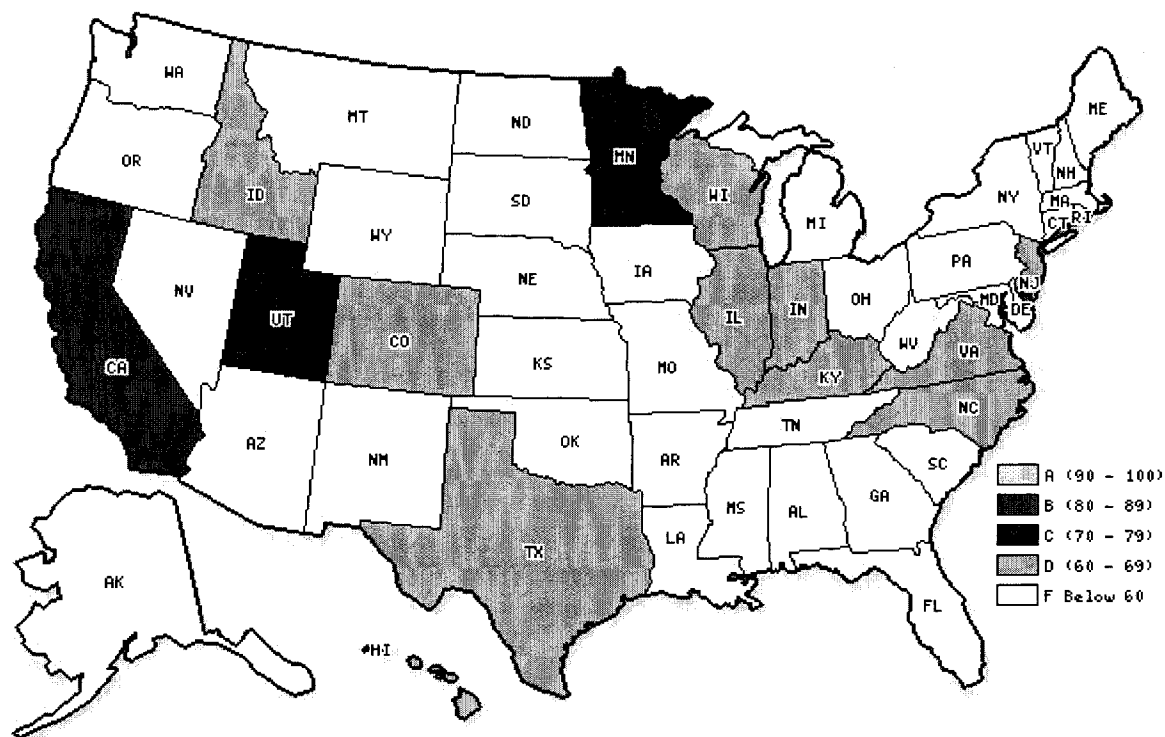 WA
MT
ND
MN
ME
VT
NH
OR
ID
SD
WI
NY
MA
CT
RI
WY
MI
IA
PA
NV
UT
NE
NJ
CO
IL
IN
OH
MD
DE
CA
KS
MO
WV
VA
KY
AZ
NM
OK
TN
NC
AR
SC
MS
AL
GA
TX
LA
AK
FL
HI
A (90 - 100)
B (80 - 89)
C (70 - 79)
D (60 - 69)
F Below 60